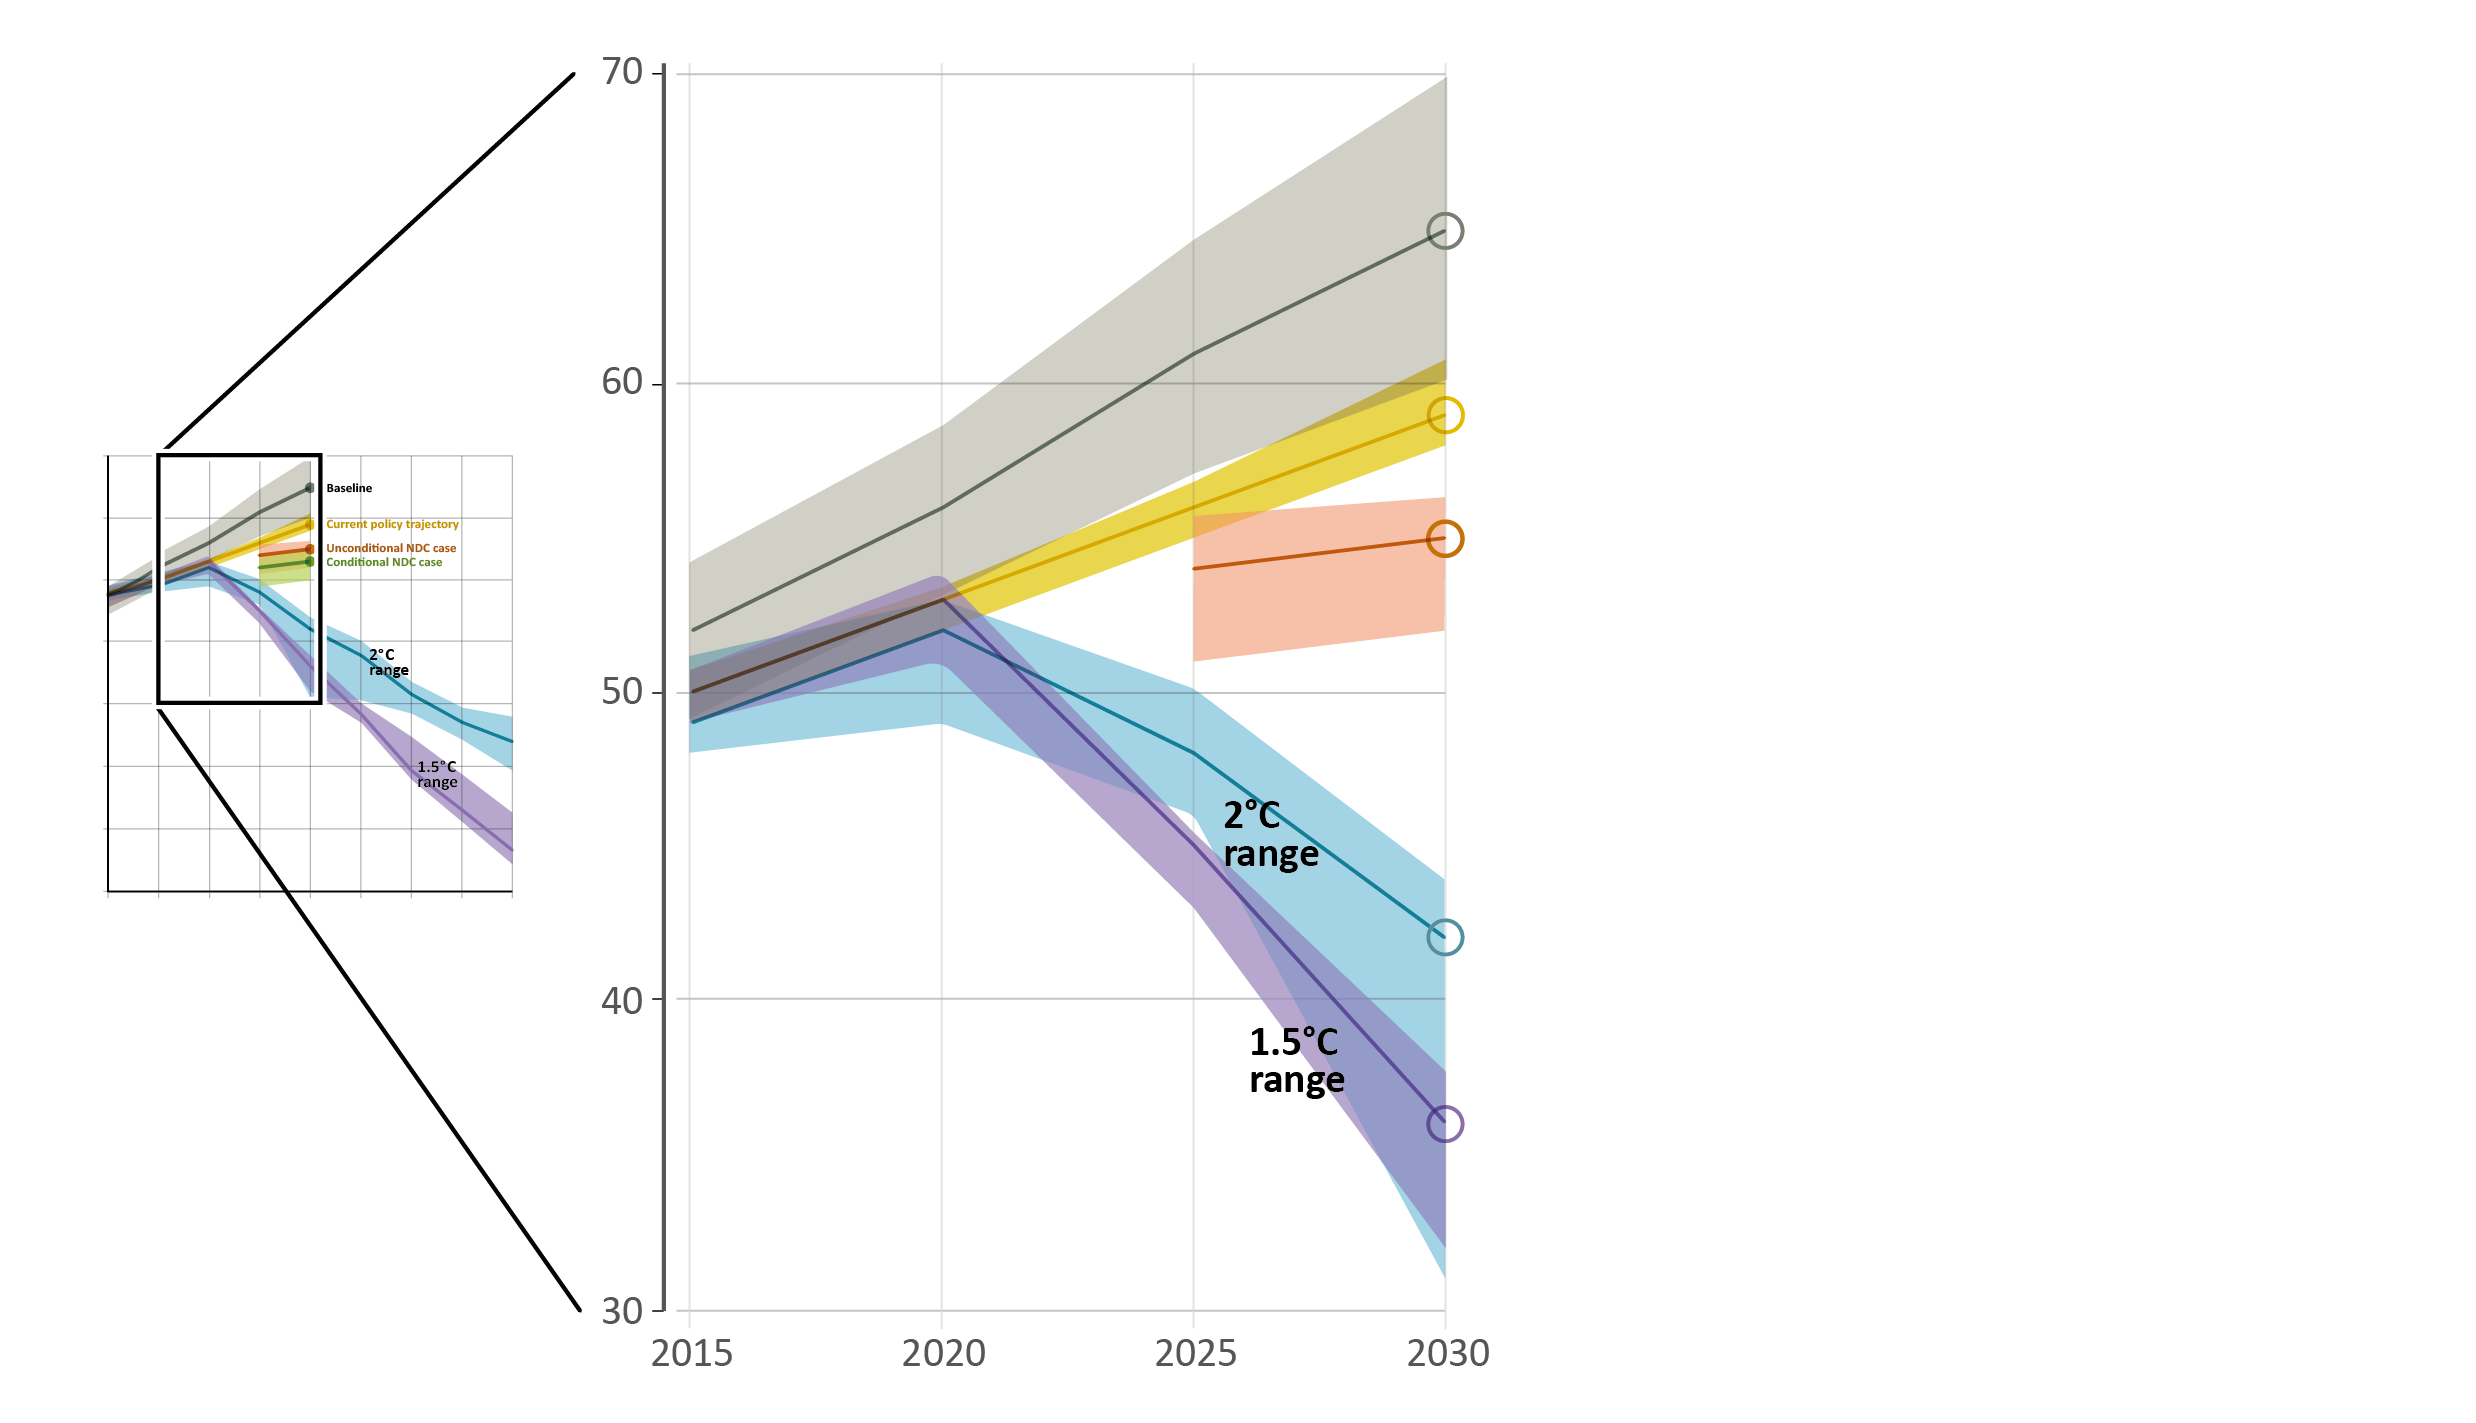 Baseline
Current policy trajectory
Unconditional NDC case
Conditional NDC case
2°C
range
1.5°C
range
70
60
50
40
30
2°C
range
1.5°C
range
2015 2020 2025 2030